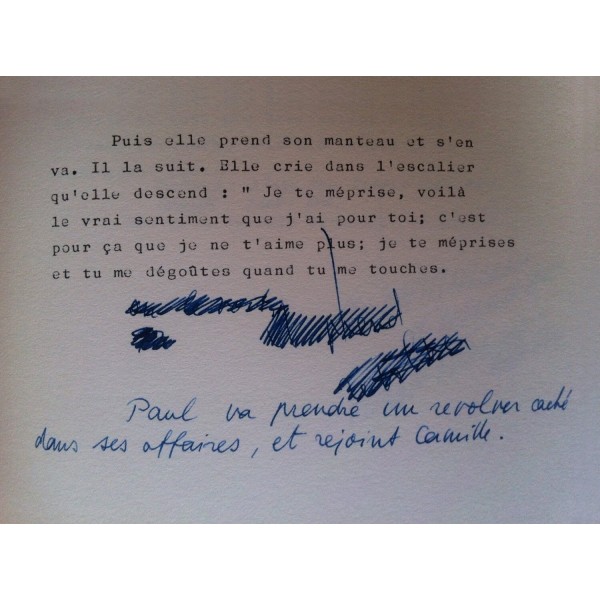 Puis elle prend son manteau et s'en
va. Il la suit. Elle crie dans l'escalier
qu'elle descend : " Je te méprise, voilà
le vrai sentiment que j'ai pour toi; c'est
pour ça que je ne t'aime plus; je te méprises
et tu me dégoûtes quand tu me touches.
Paul va prendre un revolver caché
dans ses affaires, et rejoint Camille.